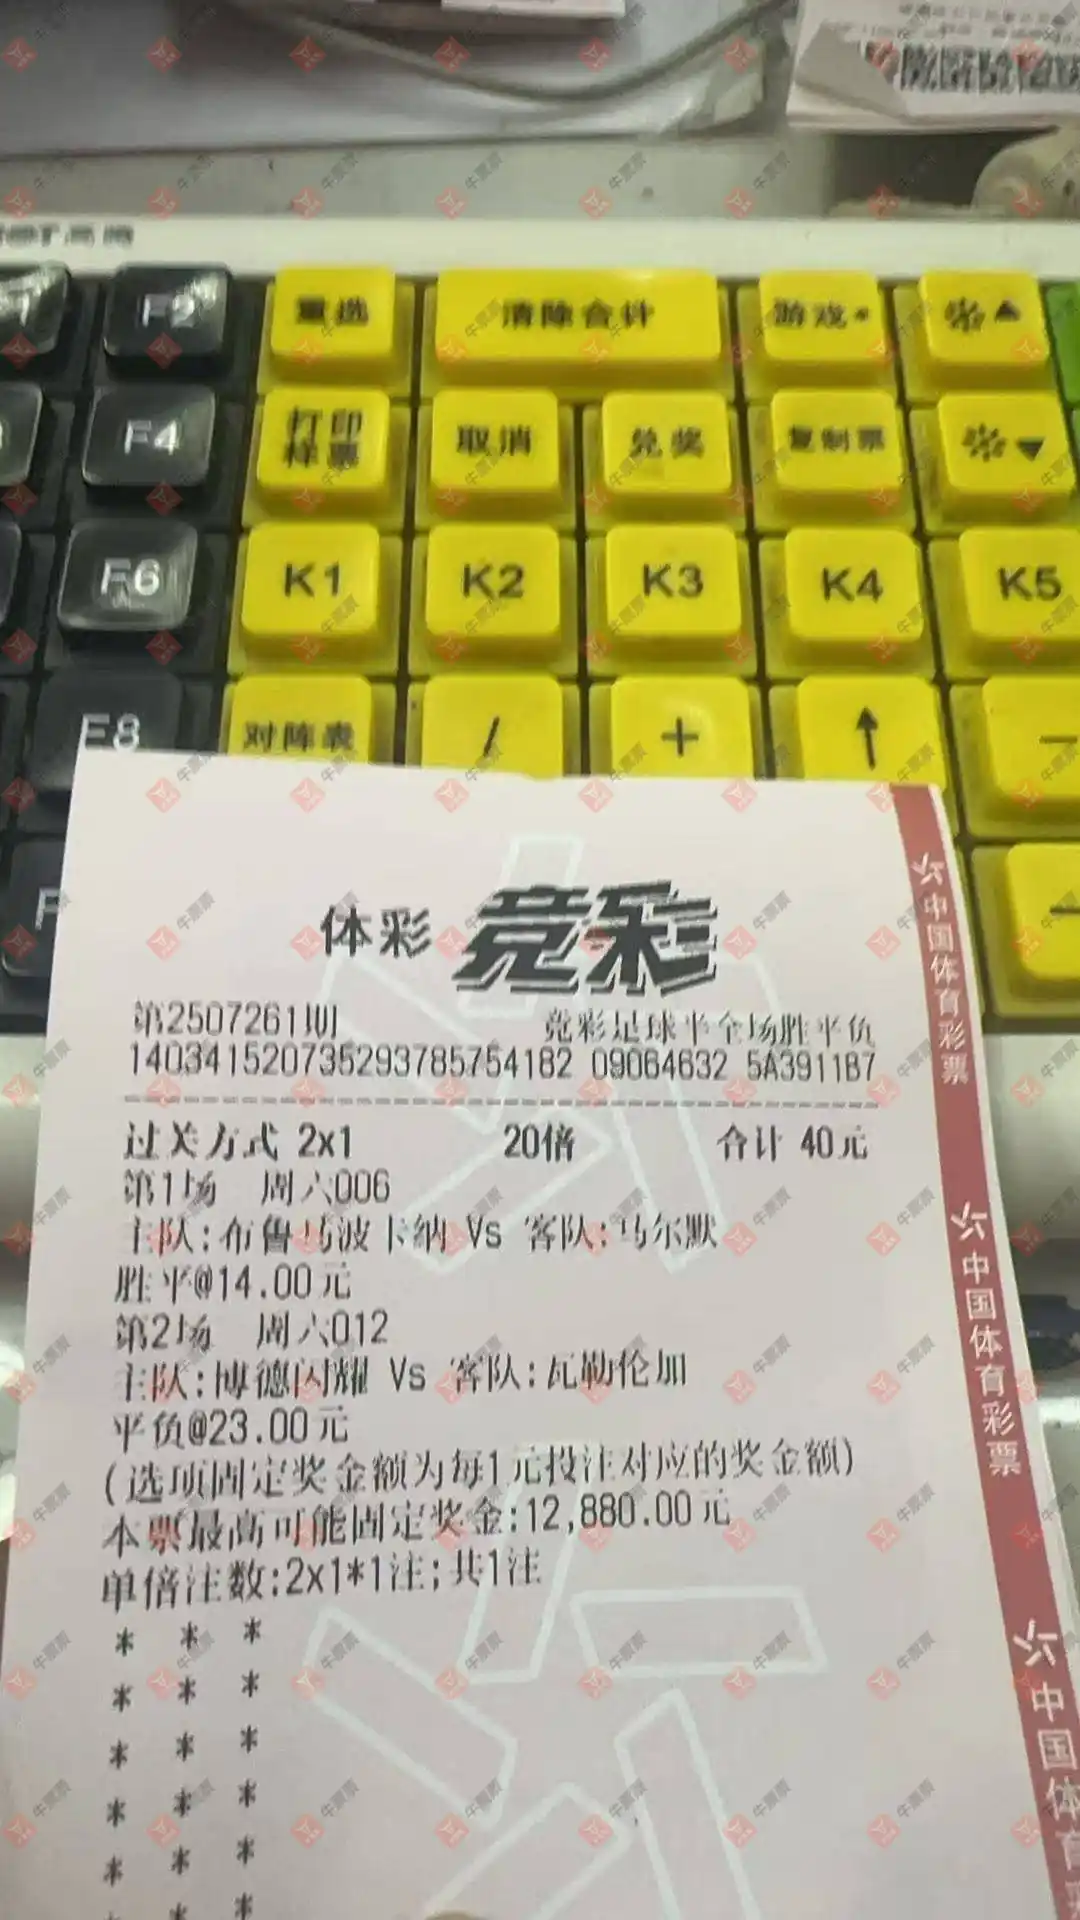 F2
重选
清除合计
游戏
F4
打印
样票
取消
兑奖
复制票
F6
K1
K2
K3
K4
K5
F8
对阵表
/
+
↑
体彩 竞彩
第2507261期 竞彩足球半全场胜平负
140341520735293785754182 09064632 5A3911B7
过关方式 2x1 20倍 合计 40元
第1场 周六006
主队:布鲁马波卡纳 Vs 客队:马尔默
胜平@14.00元
第2场 周六012
主队:博德闪耀 Vs 客队:瓦勒伦加
平负@23.00元
(选项固定奖金额为每1元投注对应的奖金额)
本票最高可能固定奖金:12,880.00元
单倍注数:2x1*1注;共1注
* * *
* * *
* * *
* * *
* * *
中国体育彩票
中国体育彩票
中国体育彩
牛票票